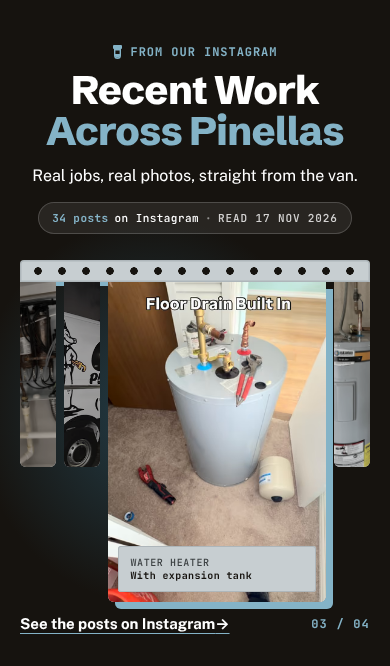 FROM OUR INSTAGRAM
Recent Work
Across Pinellas
Real jobs, real photos, straight from the van.
34 posts on Instagram · READ 17 NOV 2026
Floor Drain Built In
WATER HEATER
With expansion tank
See the posts on Instagram→
03 / 04